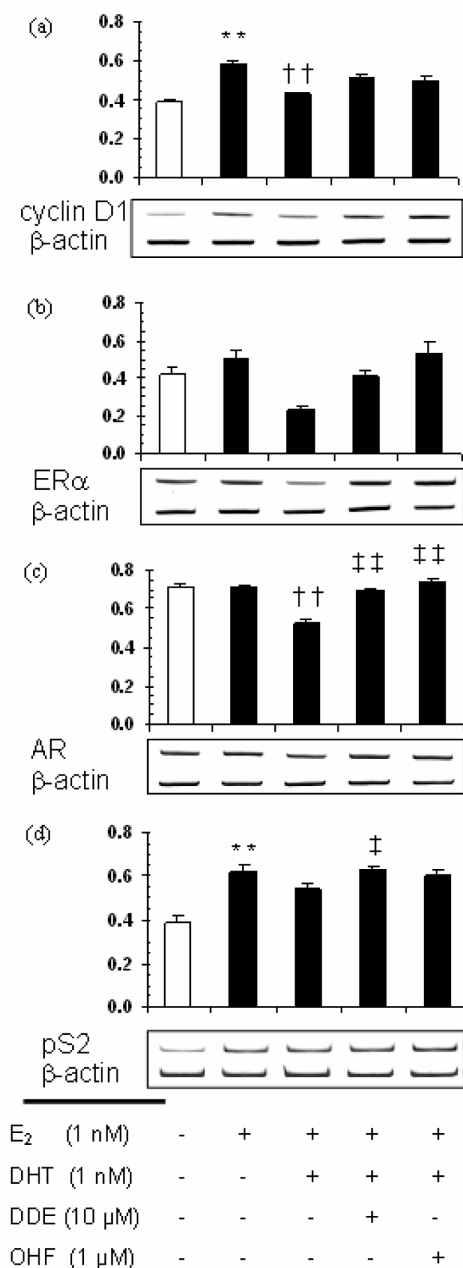 (a)
0.8
0.6
0.4
0.2
0.0
**
††
cyclin D1
β-actin
(b)
0.8
0.6
0.4
0.2
0.0
ERα
β-actin
(c)
0.8
0.6
0.4
0.2
0.0
††
‡‡
‡‡
AR
β-actin
(d)
0.8
0.6
0.4
0.2
0.0
**
‡
pS2
β-actin
E₂ (1 nM) - + + + +
DHT (1 nM) - - + + +
DDE (10 µM) - - - + -
OHF (1 µM) - - - - +